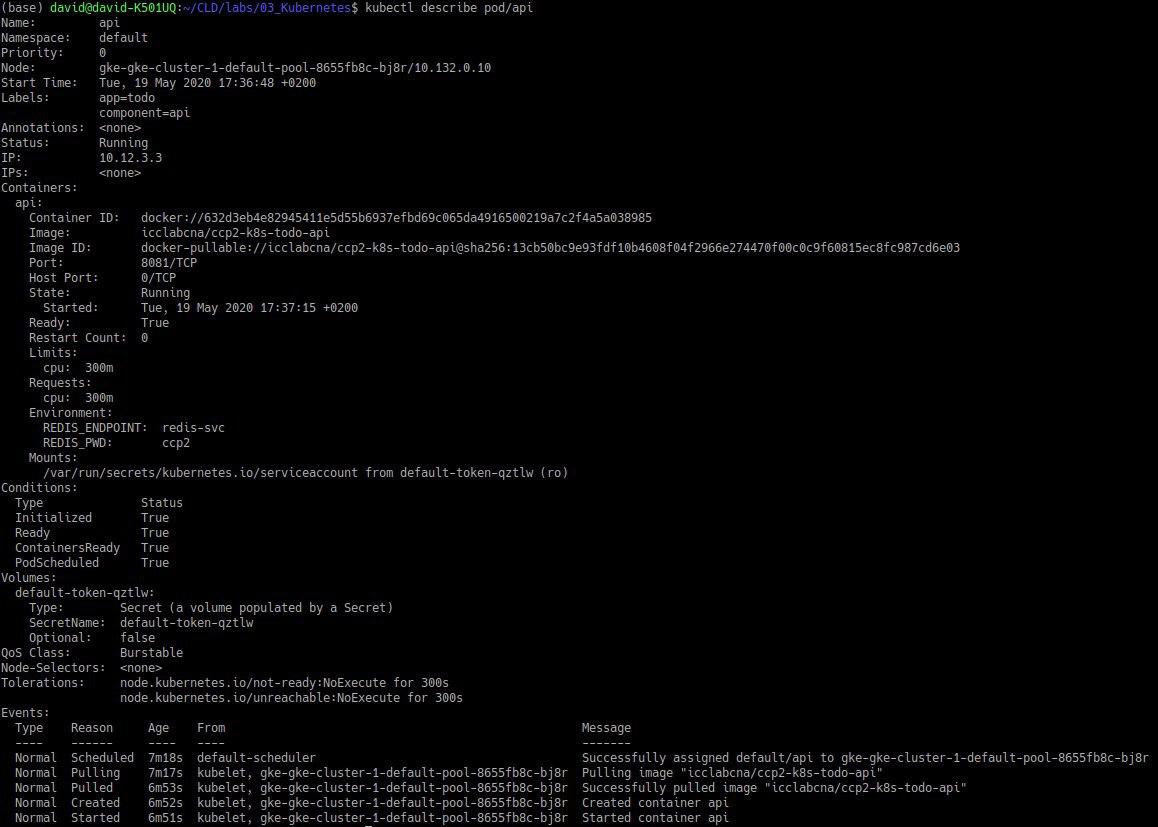 (base) david@david-K501UQ:~/CLD/labs/03_Kubernetes$ kubectl describe pod/api
Name:         api
Namespace:    default
Priority:     0
Node:         gke-gke-cluster-1-default-pool-8655fb8c-bj8r/10.132.0.10
Start Time:   Tue, 19 May 2020 17:36:48 +0200
Labels:       app=todo
              component=api
Annotations:  <none>
Status:       Running
IP:           10.12.3.3
IPs:          <none>
Containers:
  api:
    Container ID:   docker://632d3eb4e82945411e5d55b6937efbd69c065da4916500219a7c2f4a5a038985
    Image:          icclabcna/ccp2-k8s-todo-api
    Image ID:       docker-pullable://icclabcna/ccp2-k8s-todo-api@sha256:13cb50bc9e93fdf10b4608f04f2966e274470f00c0c9f60815ec8fc987cd6e03
    Port:           8081/TCP
    Host Port:      0/TCP
    State:          Running
      Started:      Tue, 19 May 2020 17:37:15 +0200
    Ready:          True
    Restart Count:  0
    Limits:
      cpu:  300m
    Requests:
      cpu:  300m
    Environment:
      REDIS_ENDPOINT:  redis-svc
      REDIS_PWD:       ccp2
    Mounts:
      /var/run/secrets/kubernetes.io/serviceaccount from default-token-qztlw (ro)
Conditions:
  Type              Status
  Initialized       True
  Ready             True
  ContainersReady   True
  PodScheduled      True
Volumes:
  default-token-qztlw:
    Type:        Secret (a volume populated by a Secret)
    SecretName:  default-token-qztlw
    Optional:    false
QoS Class:       Burstable
Node-Selectors:  <none>
Tolerations:     node.kubernetes.io/not-ready:NoExecute for 300s
                 node.kubernetes.io/unreachable:NoExecute for 300s
Events:
  Type    Reason     Age    From                                                   Message
  ----    ------     ----   ----                                                   -------
  Normal  Scheduled  7m18s  default-scheduler                                      Successfully assigned default/api to gke-gke-cluster-1-default-pool-8655fb8c-bj8r
  Normal  Pulling    7m17s  kubelet, gke-gke-cluster-1-default-pool-8655fb8c-bj8r  Pulling image "icclabcna/ccp2-k8s-todo-api"
  Normal  Pulled     6m53s  kubelet, gke-gke-cluster-1-default-pool-8655fb8c-bj8r  Successfully pulled image "icclabcna/ccp2-k8s-todo-api"
  Normal  Created    6m52s  kubelet, gke-gke-cluster-1-default-pool-8655fb8c-bj8r  Created container api
  Normal  Started    6m51s  kubelet, gke-gke-cluster-1-default-pool-8655fb8c-bj8r  Started container api